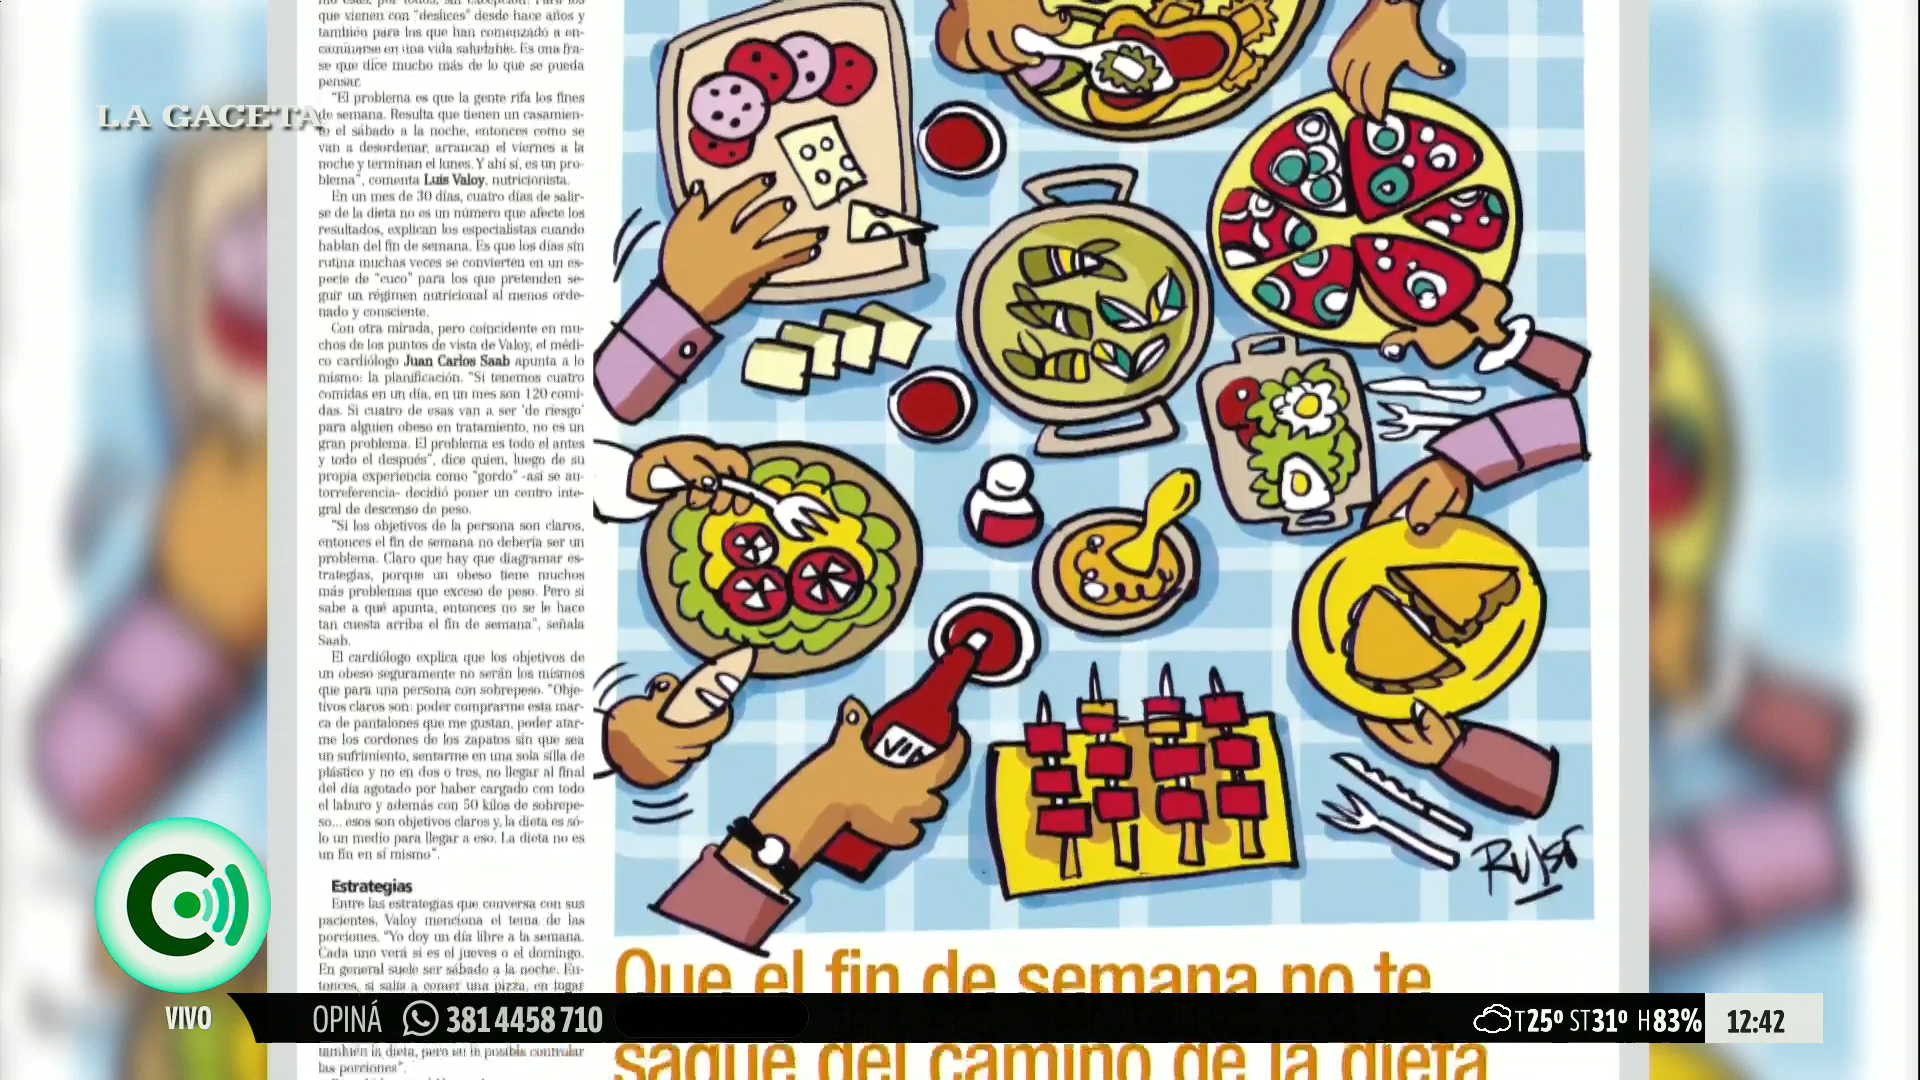 que vienen con "deslices" desde hace años y
también para los que han comenzado a en-
caminarse en una vida saludable. Es una fra-
se que dice mucho más de lo que se pueda
pensar.
"El problema es que la gente rifa los fines
de semana. Resulta que tienen un casamien-
to el sábado a la noche, entonces como se
van a desordenar, arrancan el viernes a la
noche y terminan el lunes. Y ahí sí, es un pro-
blema", comenta Luis Valoy, nutricionista.
En un mes de 30 días, cuatro días de salir-
se de la dieta no es un número que afecte los
resultados, explican los especialistas cuando
hablan del fin de semana. Es que los días sin
rutina muchas veces se convierten en un es-
pecie de "cuco" para los que pretenden se-
guir un régimen nutricional al menos orde-
nado y consciente.
Con otra mirada, pero coincidente en mu-
chos de los puntos de vista de Valoy, el médi-
co cardiólogo Juan Carlos Saab apunta a lo
mismo: la planificación. "Si tenemos cuatro
comidas en un día, en un mes son 120 comi-
das. Si cuatro de esas van a ser 'de riesgo'
para alguien obeso en tratamiento, no es un
gran problema. El problema es todo el antes
y todo el después", dice quien, luego de su
propia experiencia como "gordo" -así se au-
torreferencia- decidió poner un centro inte-
gral de descenso de peso.
"Si los objetivos de la persona son claros,
entonces el fin de semana no debería ser un
problema. Claro que hay que diagramar es-
trategias, porque un obeso tiene muchos
más problemas que exceso de peso. Pero si
sabe a qué apunta, entonces no se le hace
tan cuesta arriba el fin de semana", señala
Saab.
El cardiólogo explica que los objetivos de
un obeso seguramente no serán los mismos
que para una persona con sobrepeso. "Obje-
tivos claros son: poder comprarme esta mar-
ca de pantalones que me gustan, poder atar-
me los cordones de los zapatos sin que sea
un sufrimiento, sentarme en una sola silla de
plástico y no en dos o tres, no llegar al final
del día agotado por haber cargado con todo
el laburo y además con 50 kilos de sobrepe-
so... esos son objetivos claros y, la dieta es só-
lo un medio para llegar a eso. La dieta no es
un fin en sí mismo".
Estrategias
Entre las estrategias que conversa con sus
pacientes, Valoy menciona el tema de las
porciones. "Yo doy un día libre a la semana.
Cada uno verá si es el jueves o el domingo.
En general suele ser sábado a la noche. En-
tonces, si salía a comer una pizza, en lugar
también la dieta, pero es posible controlar
las porciones".
LA GACETA
VIN
Que el fin de semana no te
saque del camino de la dieta
VIVO
OPINÁ 381 4458 710
T25º ST31º H83%
12:42